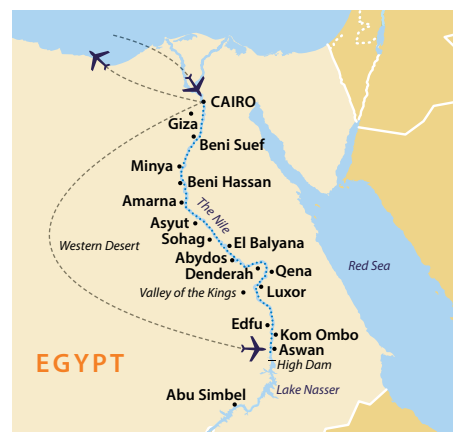 CAIRO
Giza
Beni Suef
Minya
Beni Hassan
Amarna
The Nile
Asyut
Sohag
El Balyana
Western Desert
Abydos
Denderah
Qena
Red Sea
Valley of the Kings
Luxor
Edfu
Kom Ombo
Aswan
High Dam
EGYPT
Lake Nasser
Abu Simbel